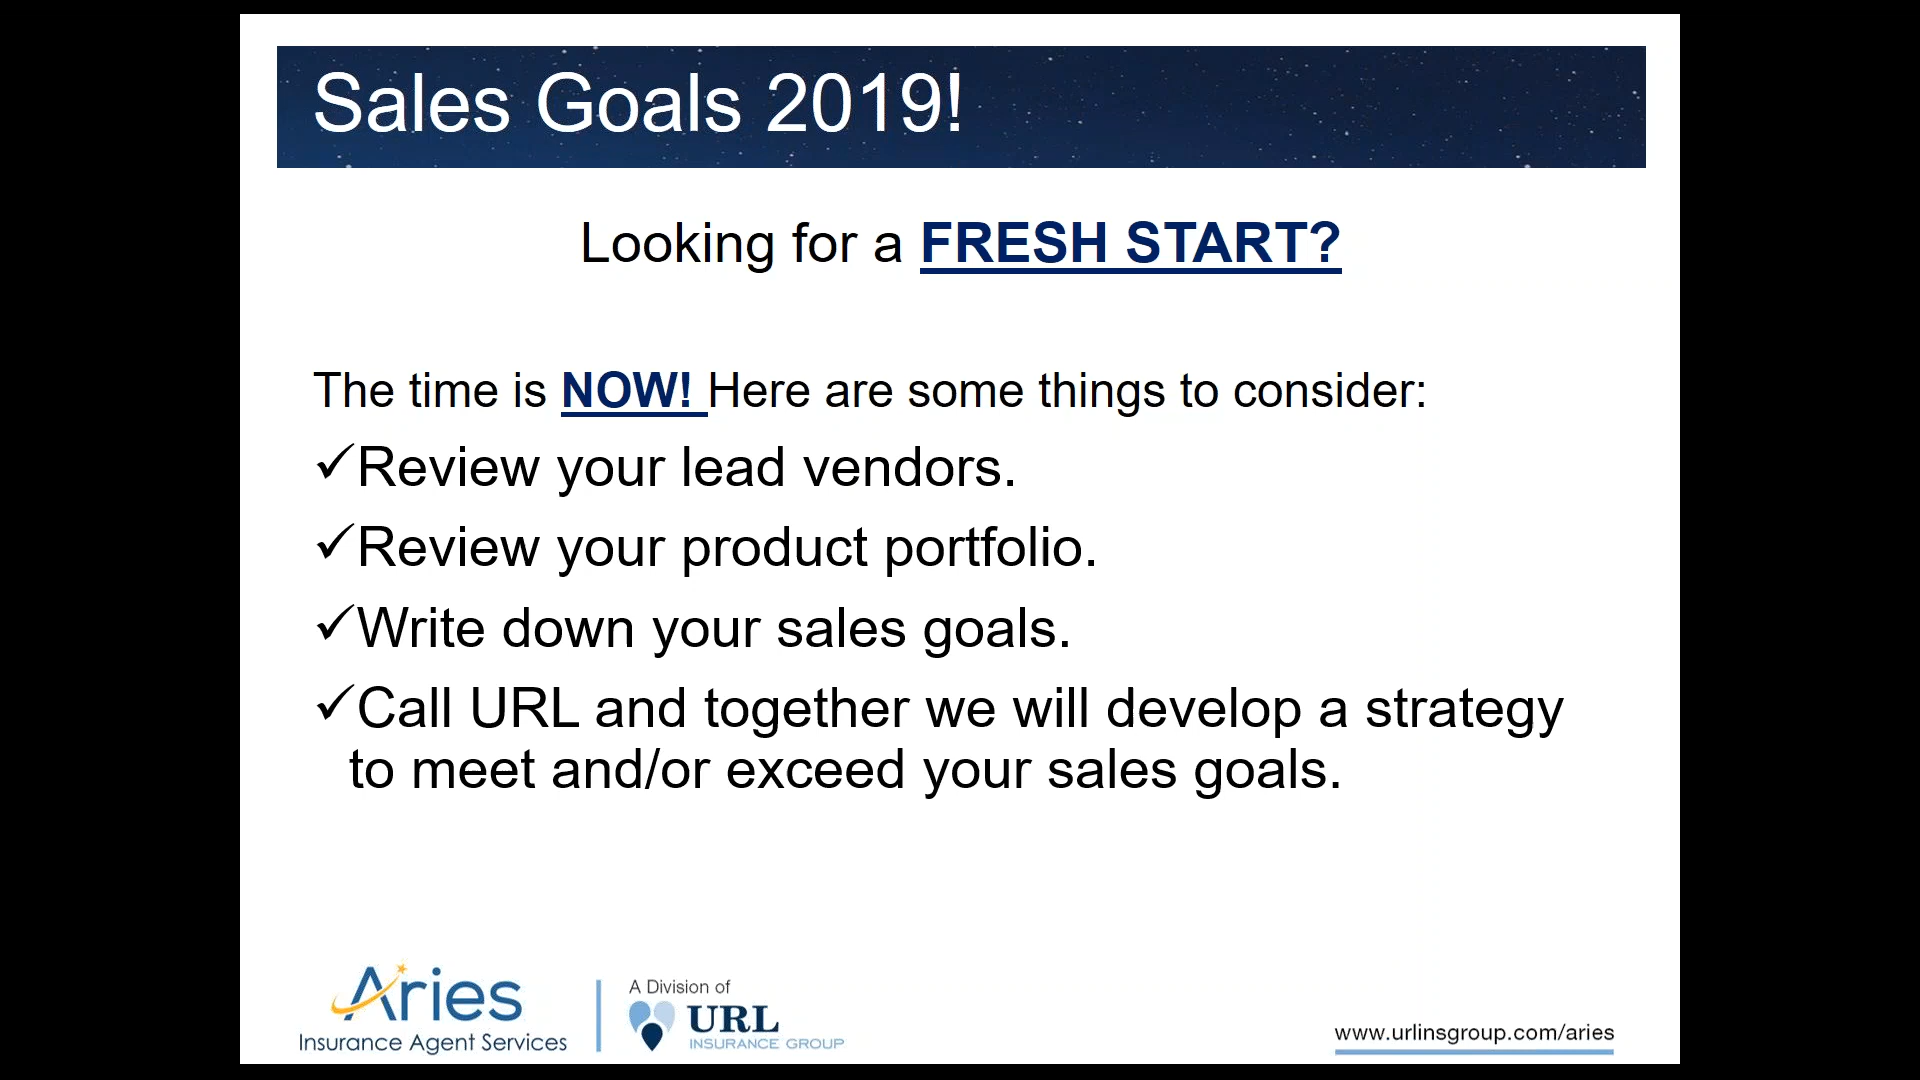 Sales Goals 2019!
Looking for a FRESH START?
The time is NOW! Here are some things to consider:
✓Review your lead vendors.
✓Review your product portfolio.
✓Write down your sales goals.
✓Call URL and together we will develop a strategy
to meet and/or exceed your sales goals.
Aries
Insurance Agent Services
A Division of
URL
INSURANCE GROUP
www.urlinsgroup.com/aries